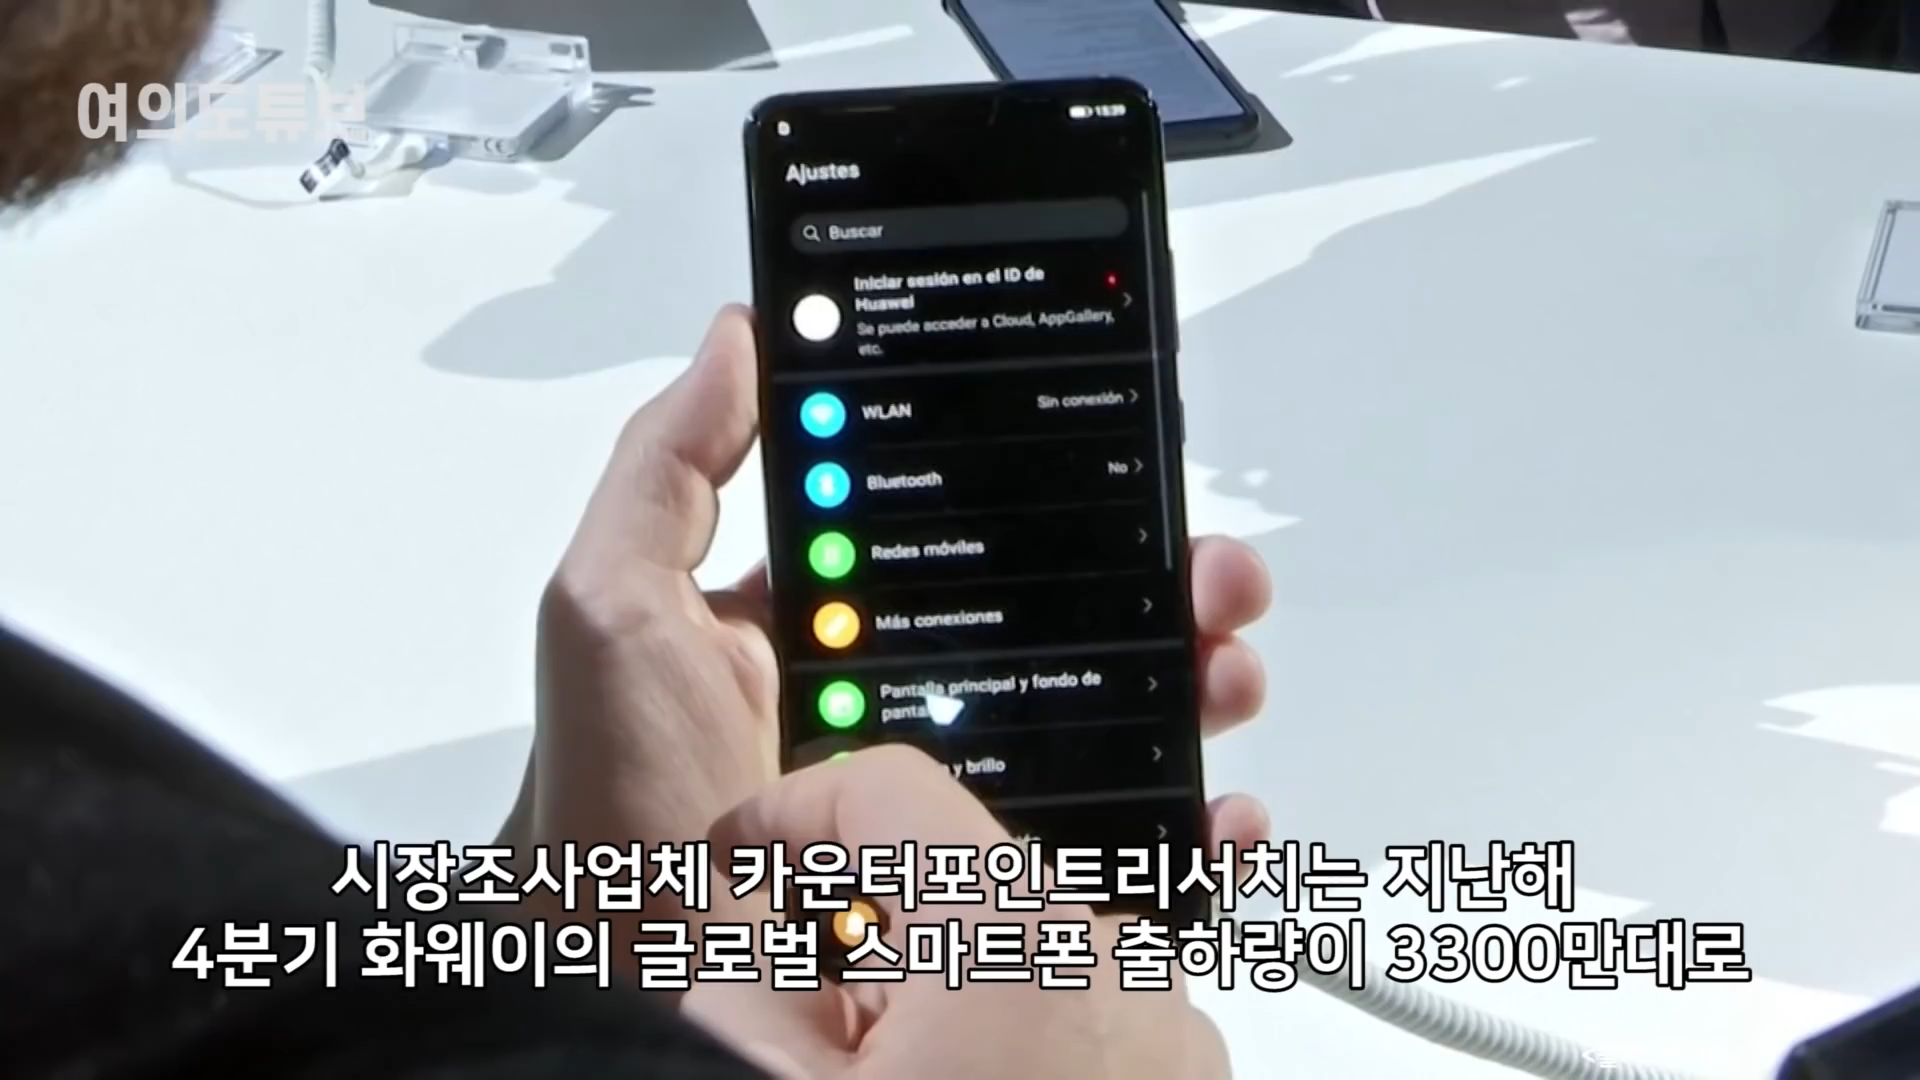 여의도튜브
15:39
Ajustes
Buscar
Iniciar sesión en el ID de
Huawei
Se puede acceder a Cloud, AppGallery,
etc.
WLAN
Sin conexión
Bluetooth
No
Redes móviles
Más conexiones
Pantalla principal y fondo de
y brillo
시장조사업체 카운터포인트리서치는 지난해
4분기 화웨이의 글로벌 스마트폰 출하량이 3300만대로